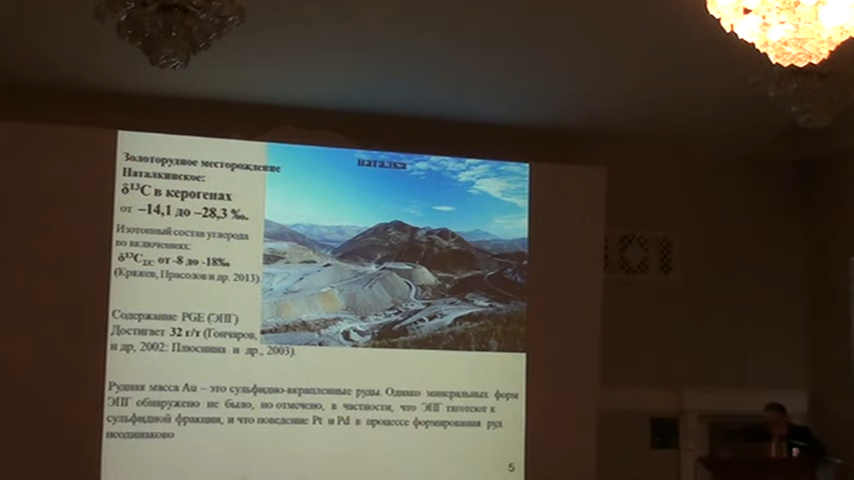 Золоторудное месторождение
Наталкинское:
δ¹³C в керогенах
от –14,1 до –28,3 ‰.
Изотопный состав углерода
во включениях:
от -8 до -18‰
(Кряжев, Прасолов и др. 2013)
наталка
Содержание PGE (ЭПГ)
Достигает 32 г/т (Гончаров,
и др, 2002: Плюснина и др., 2003).
Рудная масса Au – это сульфидно-вкрапленные руды. Однако минеральных форм
ЭПГ обнаружено не было, но отмечено, в частности, что ЭПГ тяготеют к
сульфидной фракции, и что поведение Pt и Pd в процессе формирования руд
неодинаково
5